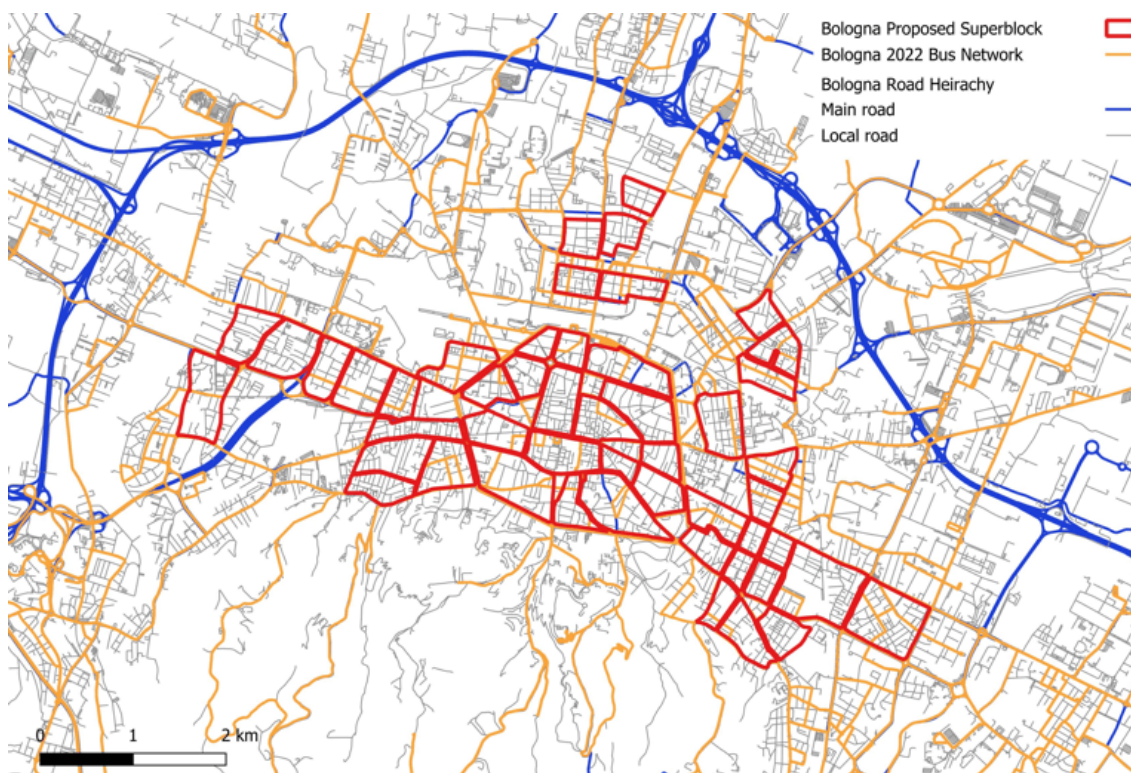 Bologna Proposed Superblock
Bologna 2022 Bus Network
Bologna Road Heirachy
Main road
Local road
0 1 2 km